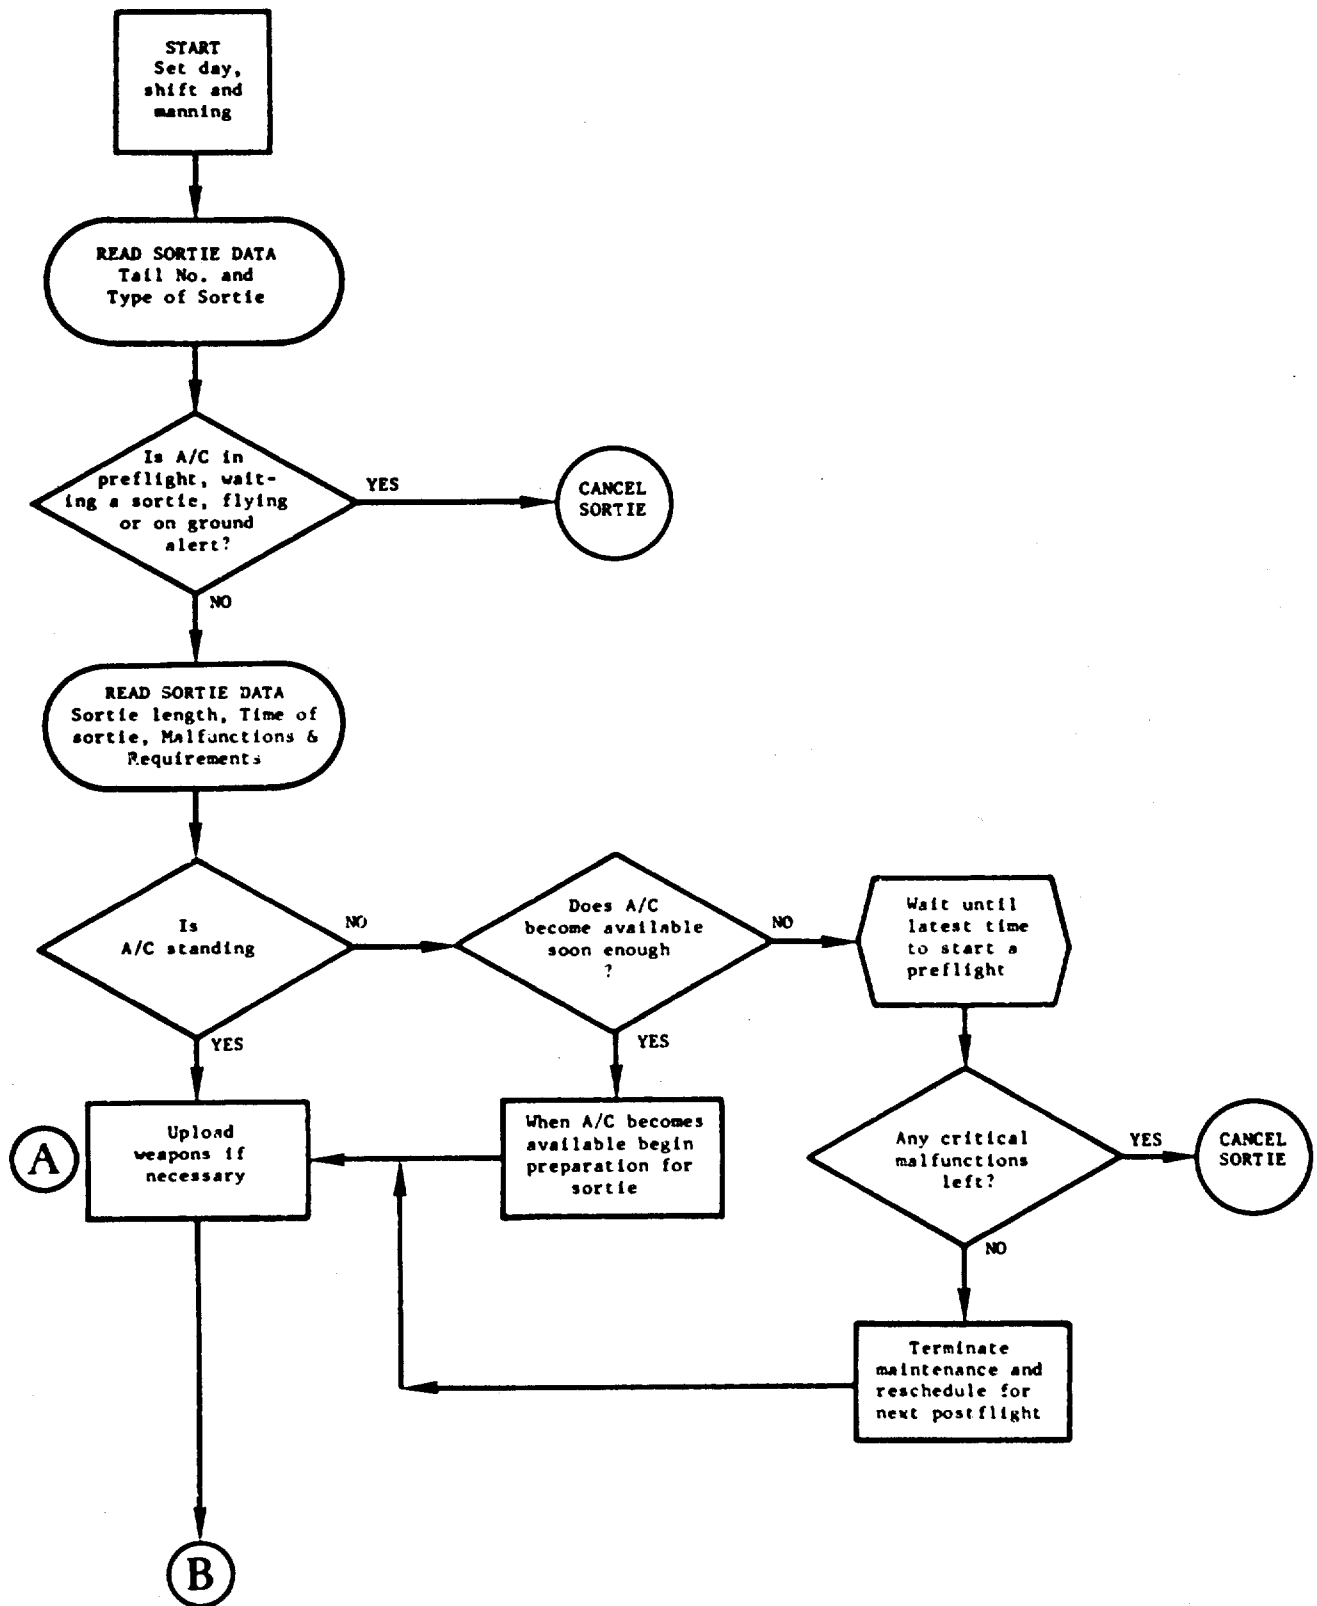 START
Set day,
shift and
manning
READ SORTIE DATA
Tail No. and
Type of Sortie
Is A/C in
preflight, wait-
ing a sortie, flying
or on ground
alert?
YES
CANCEL
SORTIE
NO
READ SORTIE DATA
Sortie length, Time of
sortie, Malfunctions &
Requirements
Is
A/C standing
NO
Does A/C
become available
soon enough
?
NO
Wait until
latest time
to start a
preflight
YES
YES
A
Upload
weapons if
necessary
When A/C becomes
available begin
preparation for
sortie
Any critical
malfunctions
left?
YES
CANCEL
SORTIE
NO
Terminate
maintenance and
reschedule for
next postflight
B